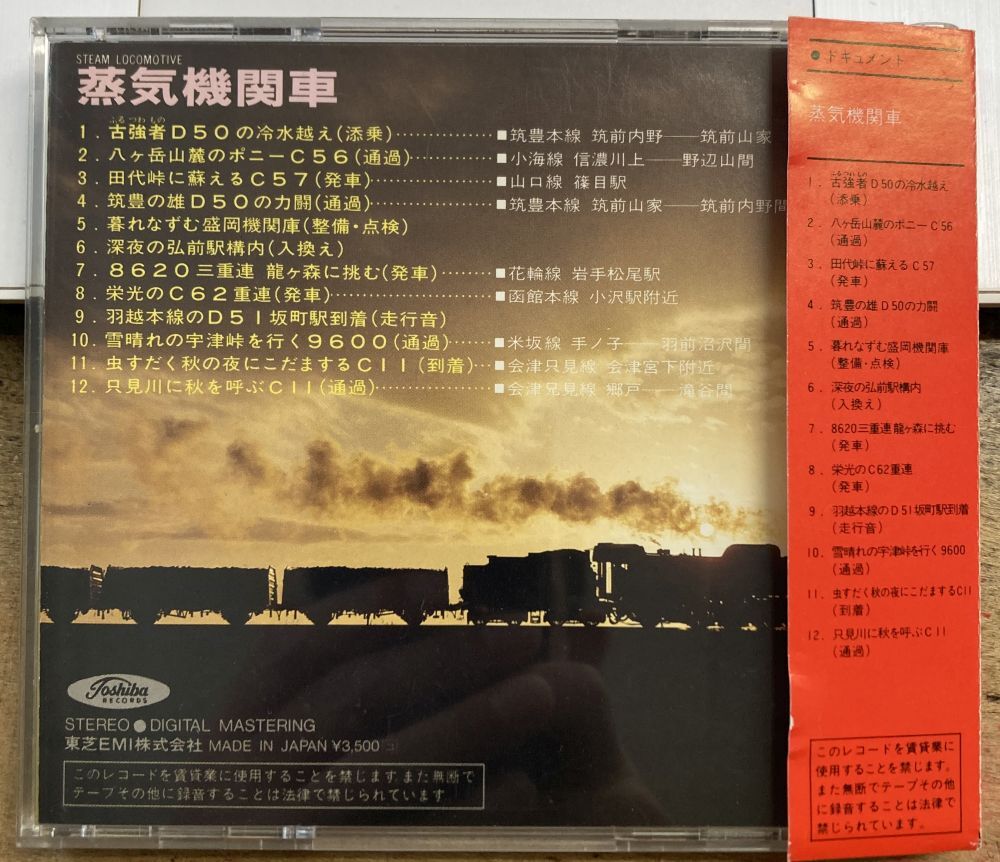 STEAM LOCOMOTIVE
蒸気機関車
ふるつわもの
1. 古強者D50の冷水越え(添乗)……………■筑豊本線 筑前内野——筑前山家
2. 八ヶ岳山麓のポニーC56(通過)…………■小海線 信濃川上——野辺山間
3. 田代峠に蘇えるC57(発車)………………■山口線 篠目駅
4. 筑豊の雄D50の力闘(通過)………………■筑豊本線 筑前山家——筑前内野間
5. 暮れなずむ盛岡機関庫(整備・点検)
6. 深夜の弘前駅構内(入換え)
7. 8620三重連 龍ヶ森に挑む(発車)………■花輪線 岩手松尾駅
8. 栄光のC62重連(発車)……………………■函館本線 小沢駅附近
9. 羽越本線のD51坂町駅到着(走行音)
10. 雪晴れの宇津峠を行く9600(通過)……■米坂線 手ノ子——羽前沼沢間
11. 虫すだく秋の夜にこだまするC11(到着)…■会津只見線 会津宮下附近
12. 只見川に秋を呼ぶC11(通過)……………■会津兄見線 郷戸——滝谷間
Toshiba
RECORDS
STEREO●DIGITAL MASTERING
東芝EMI株式会社 MADE IN JAPAN ¥3,500
このレコードを賃貸業に使用することを禁じます。また無断で
テープその他に録音することは法律で禁じられています。
●ドキュメント
蒸気機関車
ふるつわもの
1. 古強者D50の冷水越え
(添乗)
2. 八ヶ岳山麓のポニーC56
(通過)
3. 田代峠に蘇えるC57
(発車)
4. 筑豊の雄D50の力闘
(通過)
5. 暮れなずむ盛岡機関庫
(整備・点検)
6. 深夜の弘前駅構内
(入換え)
7. 8620三重連 龍ヶ森に挑む
(発車)
8. 栄光のC62重連
(発車)
9. 羽越本線のD51坂町駅到着
(走行音)
10. 雪晴れの宇津峠を行く9600
(通過)
11. 虫すだく秋の夜にこだまするC11
(到着)
12. 只見川に秋を呼ぶC11
(通過)
このレコードを賃貸業に
使用することを禁じます。
また無断でテープその他
に録音することは法律で
禁じられています。